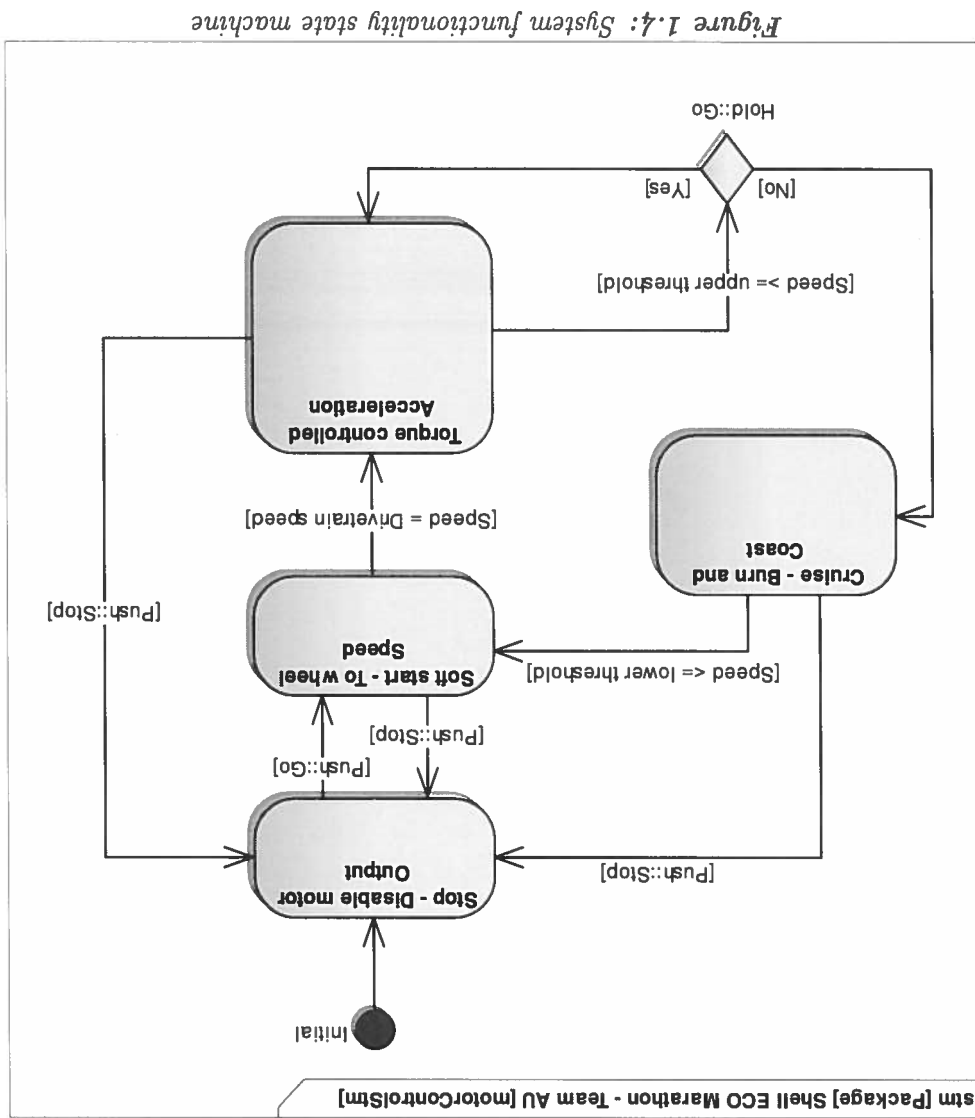 stm [Package] Shell ECO Marathon - Team AU [motorControlStm]
Initial
Stop - Disable motor
Output
[Push::Stop]
[Push::Go]
[Push::Stop]
Soft start - To wheel
Speed
[Speed <= lower threshold]
[Push::Stop]
Cruise - Burn and
Coast
[Speed = Drivetrain speed]
Torque controlled
Acceleration
[Speed >= upper threshold]
[Yes]
[No]
Hold::Go
Figure 1.4: System functionality state machine